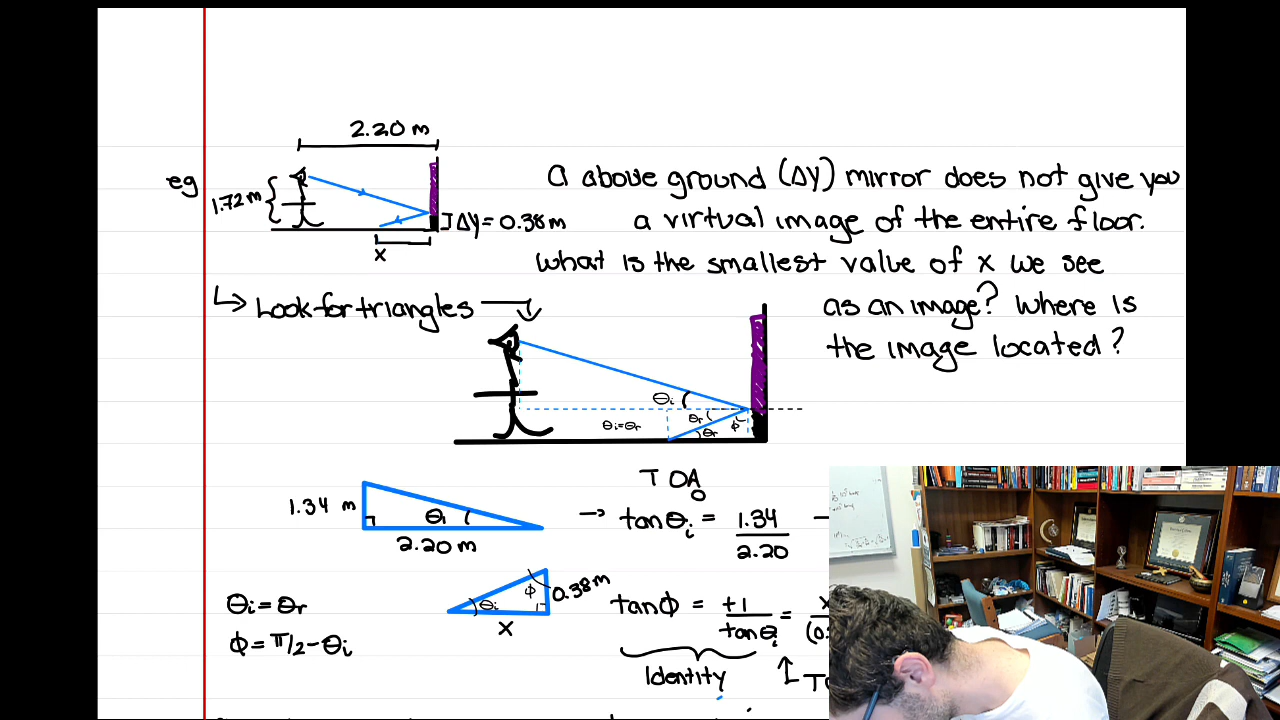 2.20 m
eg
1.72 m
Δy = 0.38 m
x
A above ground (Δy) mirror does not give you
a virtual image of the entire floor.
What is the smallest value of x we see
as an image? Where is
the image located?
↳ Look for triangles
θi
θi=θr
θr
θr
ϕ
TOA
1.34 m
θi
2.20 m
→ tanθi = 1.34 / 2.20
θi = θr
ϕ = π/2 - θi
ϕ
0.38 m
θi
x
tanϕ = +1 / tanθi = x
Identity